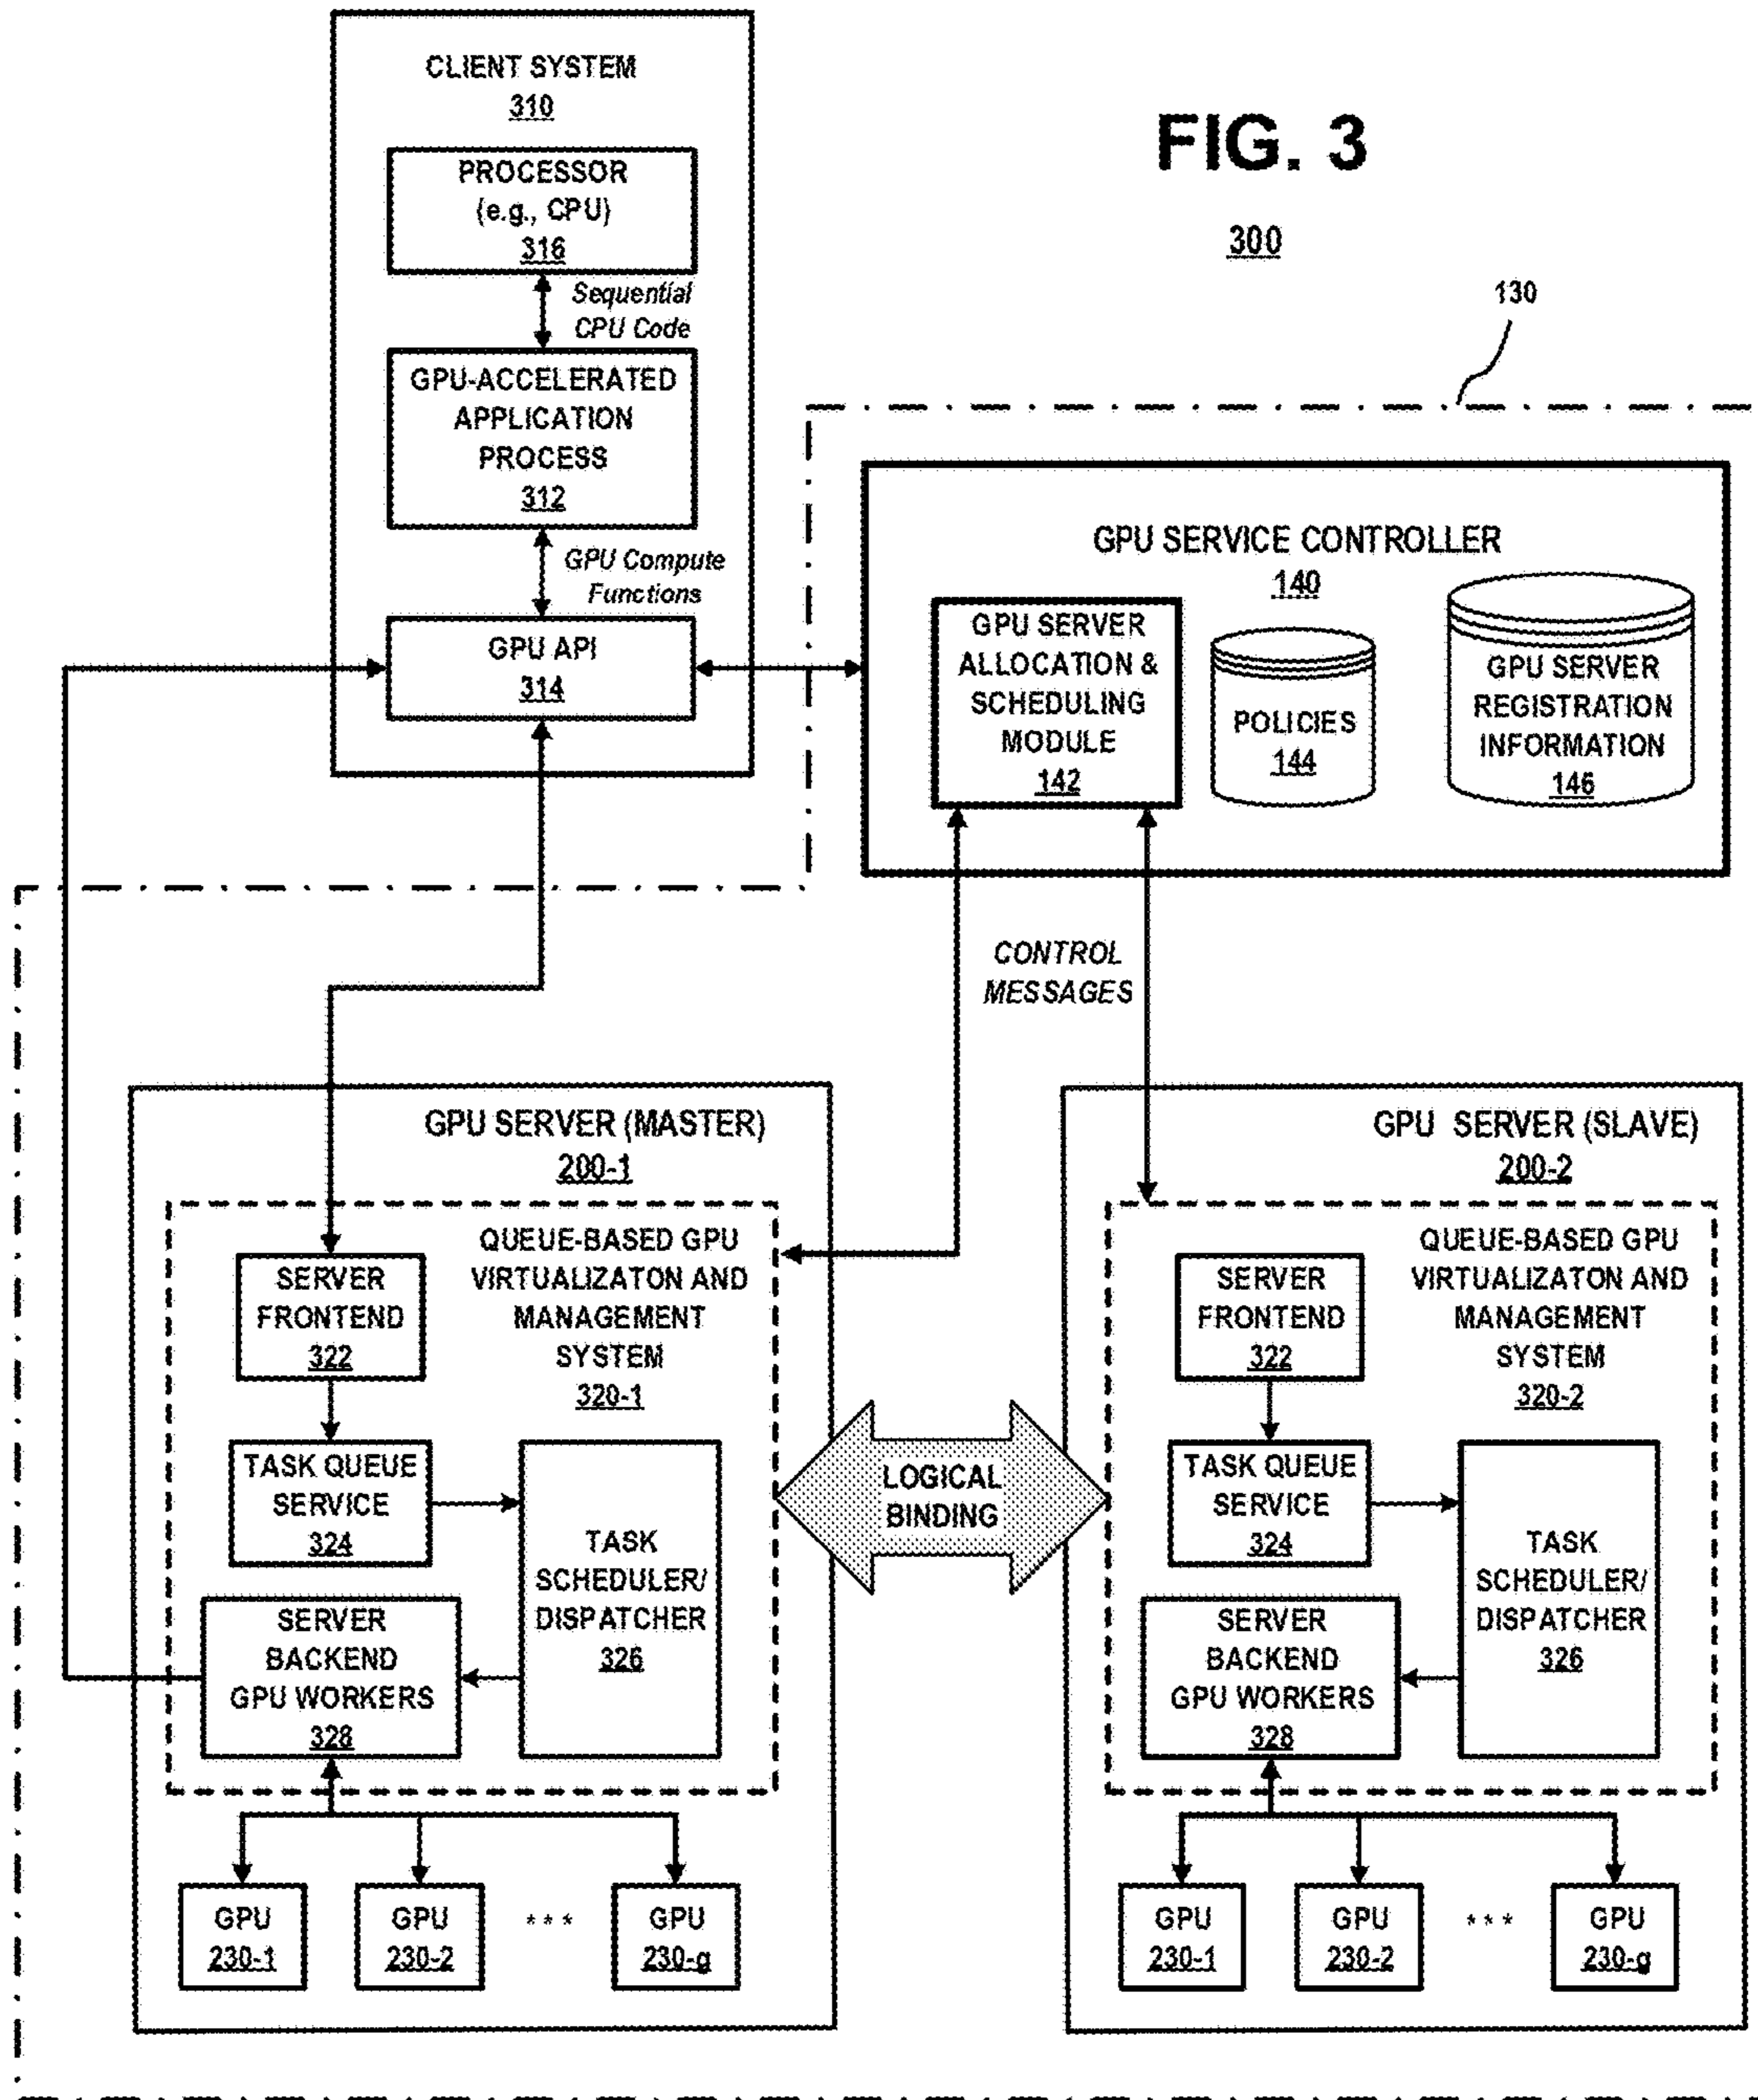 CLIENT SYSTEM
310
PROCESSOR
(e.g., CPU)
316
Sequential
CPU Code
GPU-ACCELERATED
APPLICATION
PROCESS
312
GPU Compute
Functions
GPU API
314
FIG. 3
300
130
GPU SERVICE CONTROLLER
140
GPU SERVER
ALLOCATION &
SCHEDULING
MODULE
142
POLICIES
144
GPU SERVER
REGISTRATION
INFORMATION
146
CONTROL
MESSAGES
GPU SERVER (MASTER)
200-1
QUEUE-BASED GPU
VIRTUALIZATON AND
MANAGEMENT
SYSTEM
320-1
SERVER
FRONTEND
322
TASK QUEUE
SERVICE
324
TASK
SCHEDULER/
DISPATCHER
326
SERVER
BACKEND
GPU WORKERS
328
GPU
230-1
GPU
230-2
* * *
GPU
230-g
LOGICAL
BINDING
GPU SERVER (SLAVE)
200-2
QUEUE-BASED GPU
VIRTUALIZATON AND
MANAGEMENT
SYSTEM
320-2
SERVER
FRONTEND
322
TASK QUEUE
SERVICE
324
TASK
SCHEDULER/
DISPATCHER
326
SERVER
BACKEND
GPU WORKERS
328
GPU
230-1
GPU
230-2
* * *
GPU
230-g